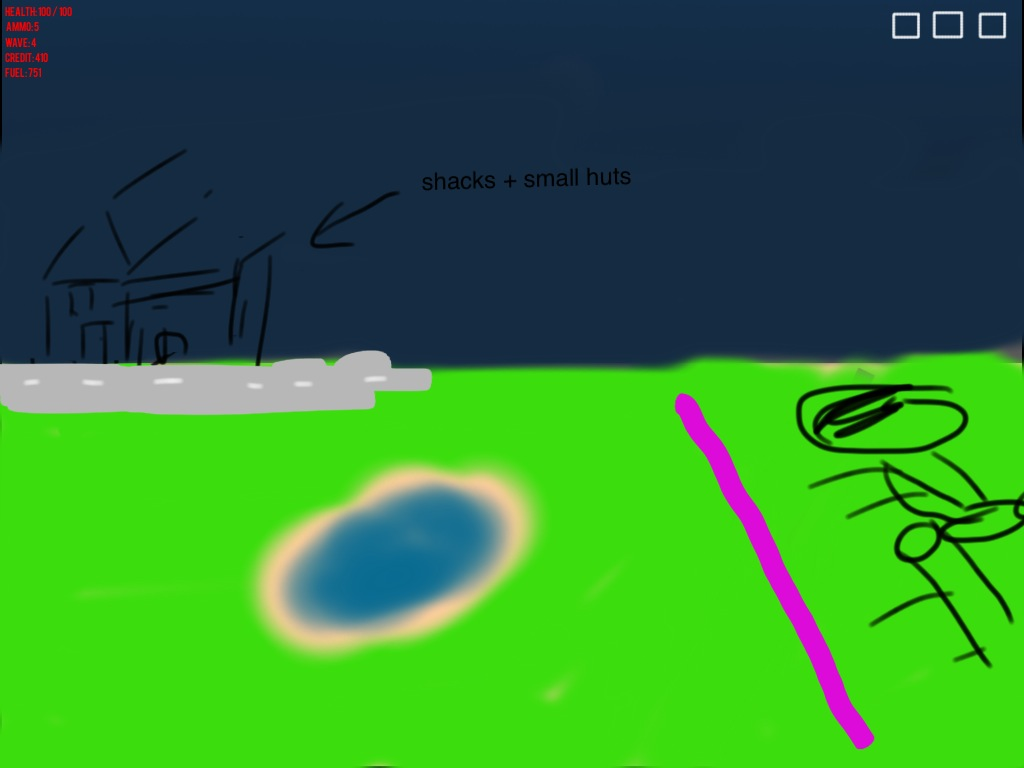 HEALTH:100 / 100
AMMO:5
WAVE:4
CREDIT:410
FUEL:751
shacks + small huts